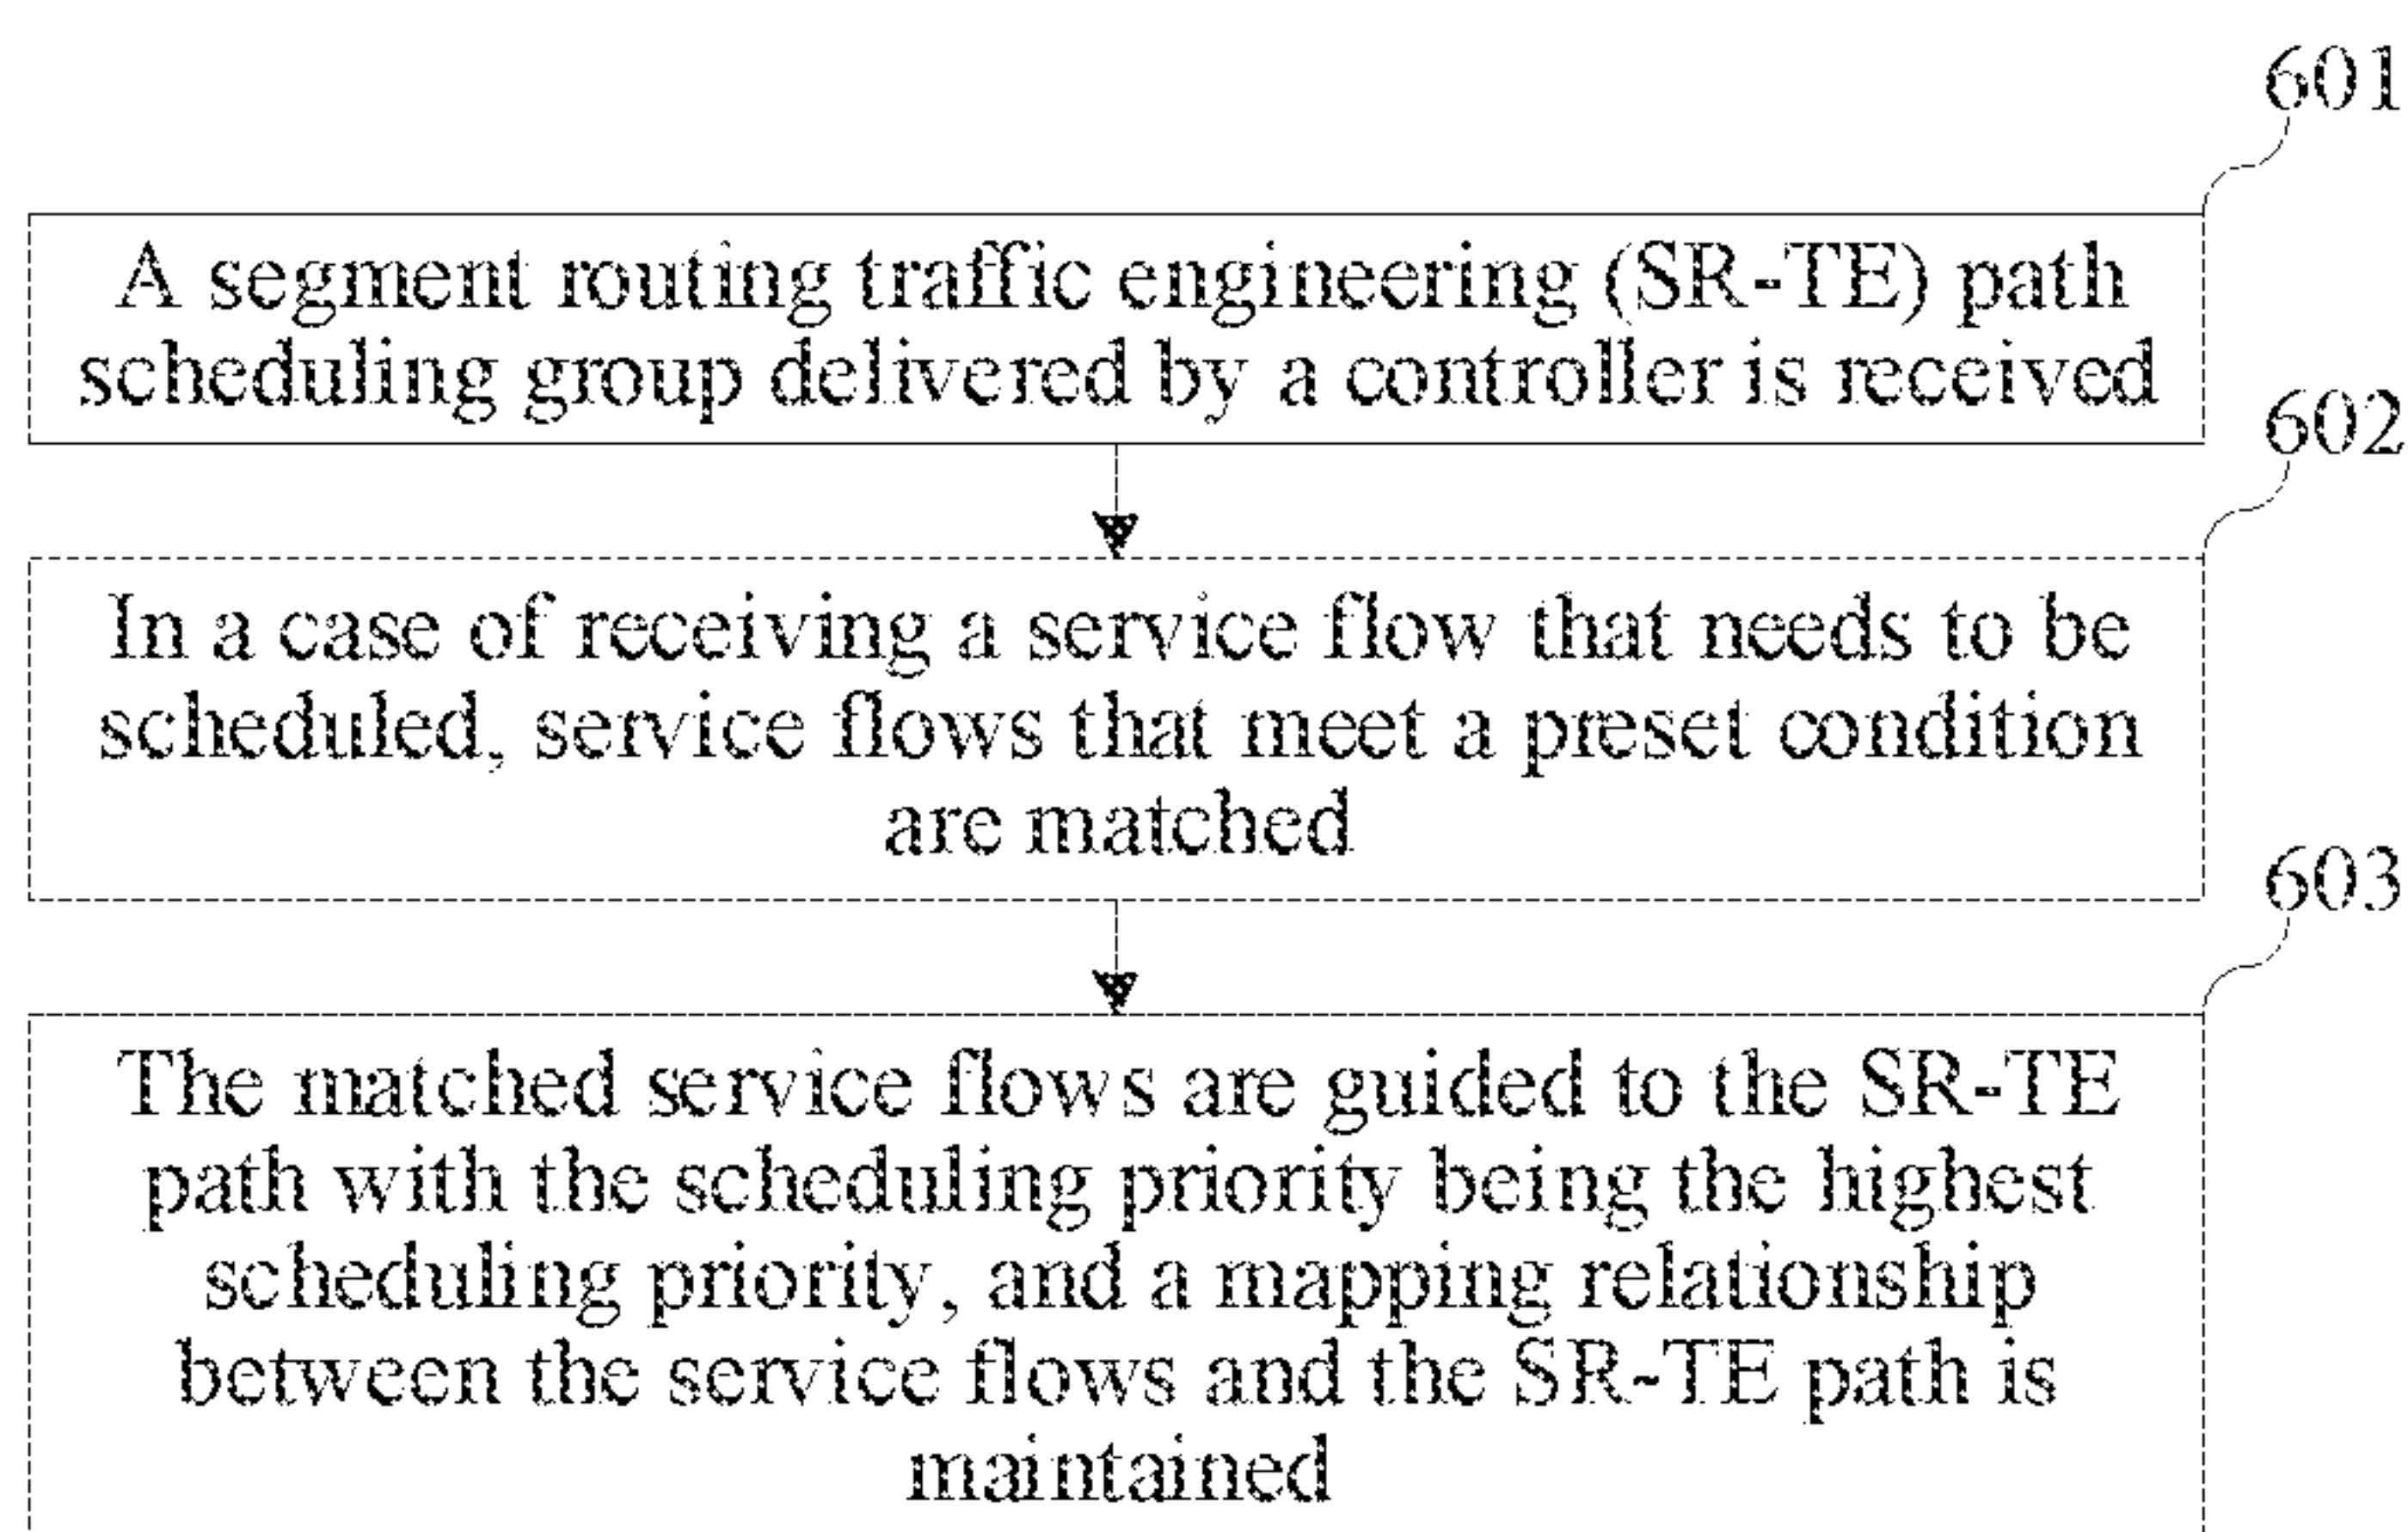 601
A segment routing traffic engineering (SR-TE) path
scheduling group delivered by a controller is received
602
In a case of receiving a service flow that needs to be
scheduled, service flows that meet a preset condition
are matched
603
The matched service flows are guided to the SR-TE
path with the scheduling priority being the highest
scheduling priority, and a mapping relationship
between the service flows and the SR-TE path is
maintained